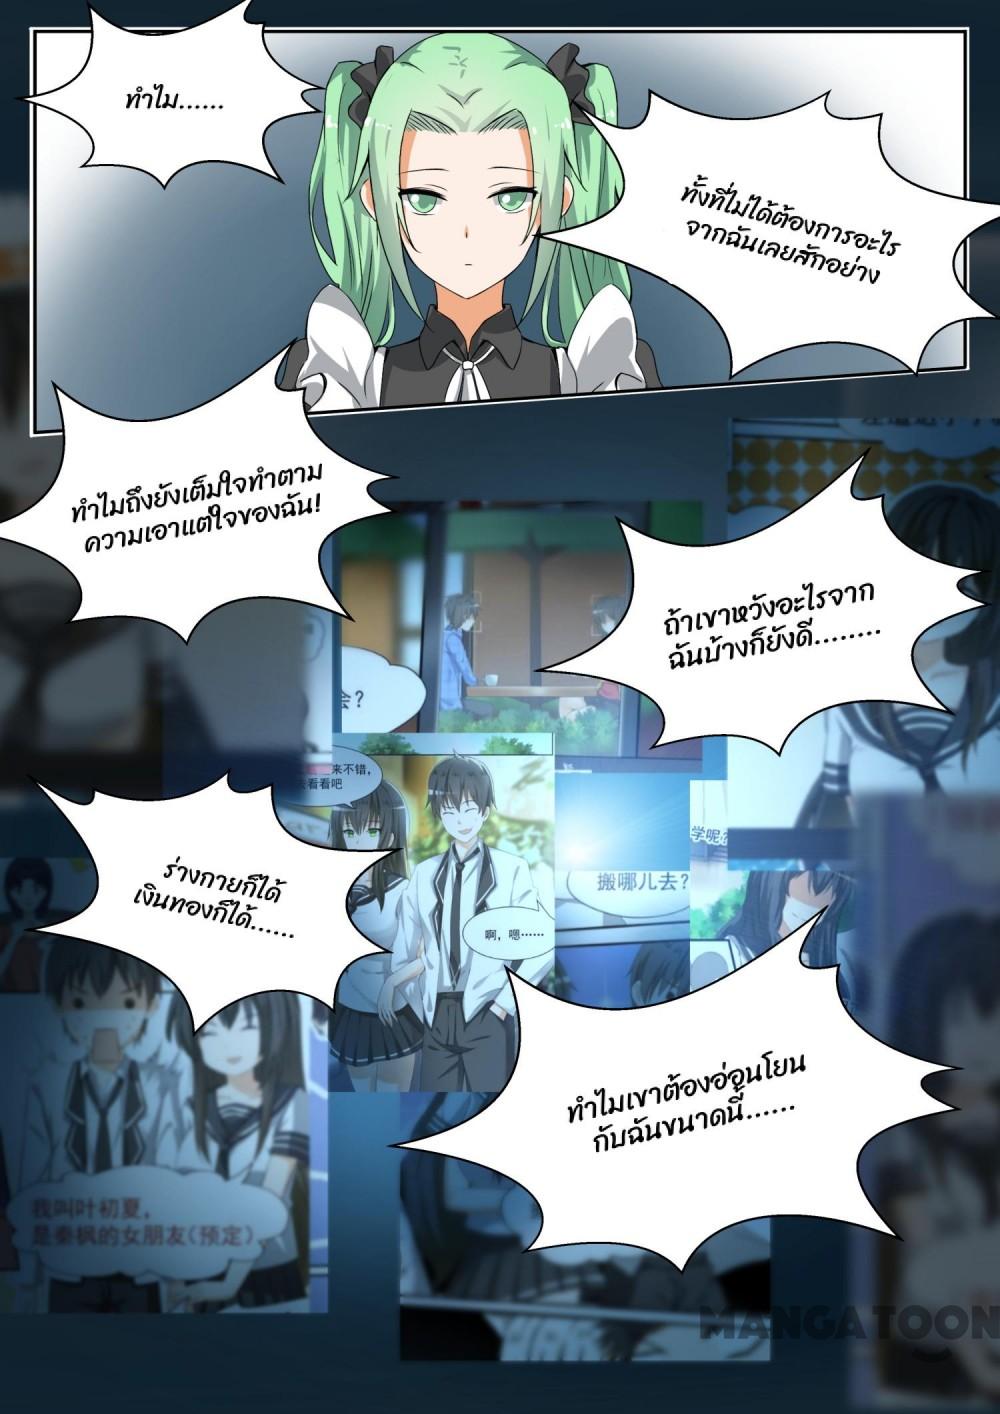 ทำไม......
ทั้งที่ไม่ได้ต้องการอะไร
จากฉันเลยสักอย่าง
ทำไมถึงยังเต็มใจทำตาม
ความเอาแต่ใจของฉัน!
ถ้าเขาหวังอะไรจาก
ฉันบ้างก็ยังดี........
会？
来不错，
去看看吧
学呢？
搬哪儿去？
ร่างกายก็ได้
เงินทองก็ได้......
啊，嗯……
ทำไมเขาต้องอ่อนโยน
กับฉันขนาดนี้......
我叫叶初夏，
是秦枫的女朋友（预定）
MANGATOON